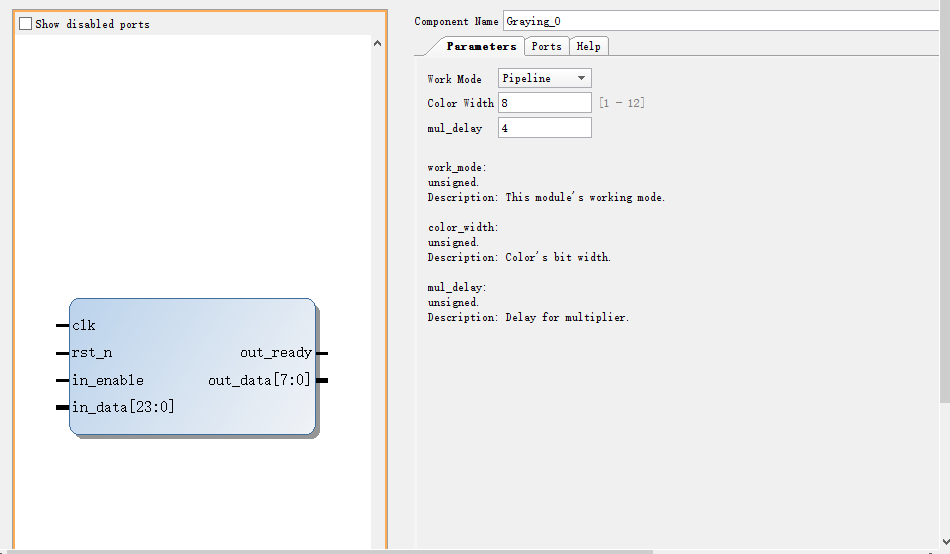 Show disabled ports
clk
rst_n
in_enable
in_data[23:0]
out_ready
out_data[7:0]
Component Name Graying_0
Parameters Ports Help
Work Mode Pipeline
Color Width 8 [1 - 12]
mul_delay 4
work_mode:
unsigned.
Description: This module's working mode.
color_width:
unsigned.
Description: Color's bit width.
mul_delay:
unsigned.
Description: Delay for multiplier.